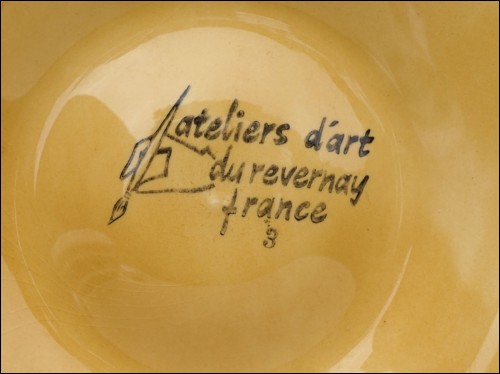 ateliers d'art
du revernay
france
3